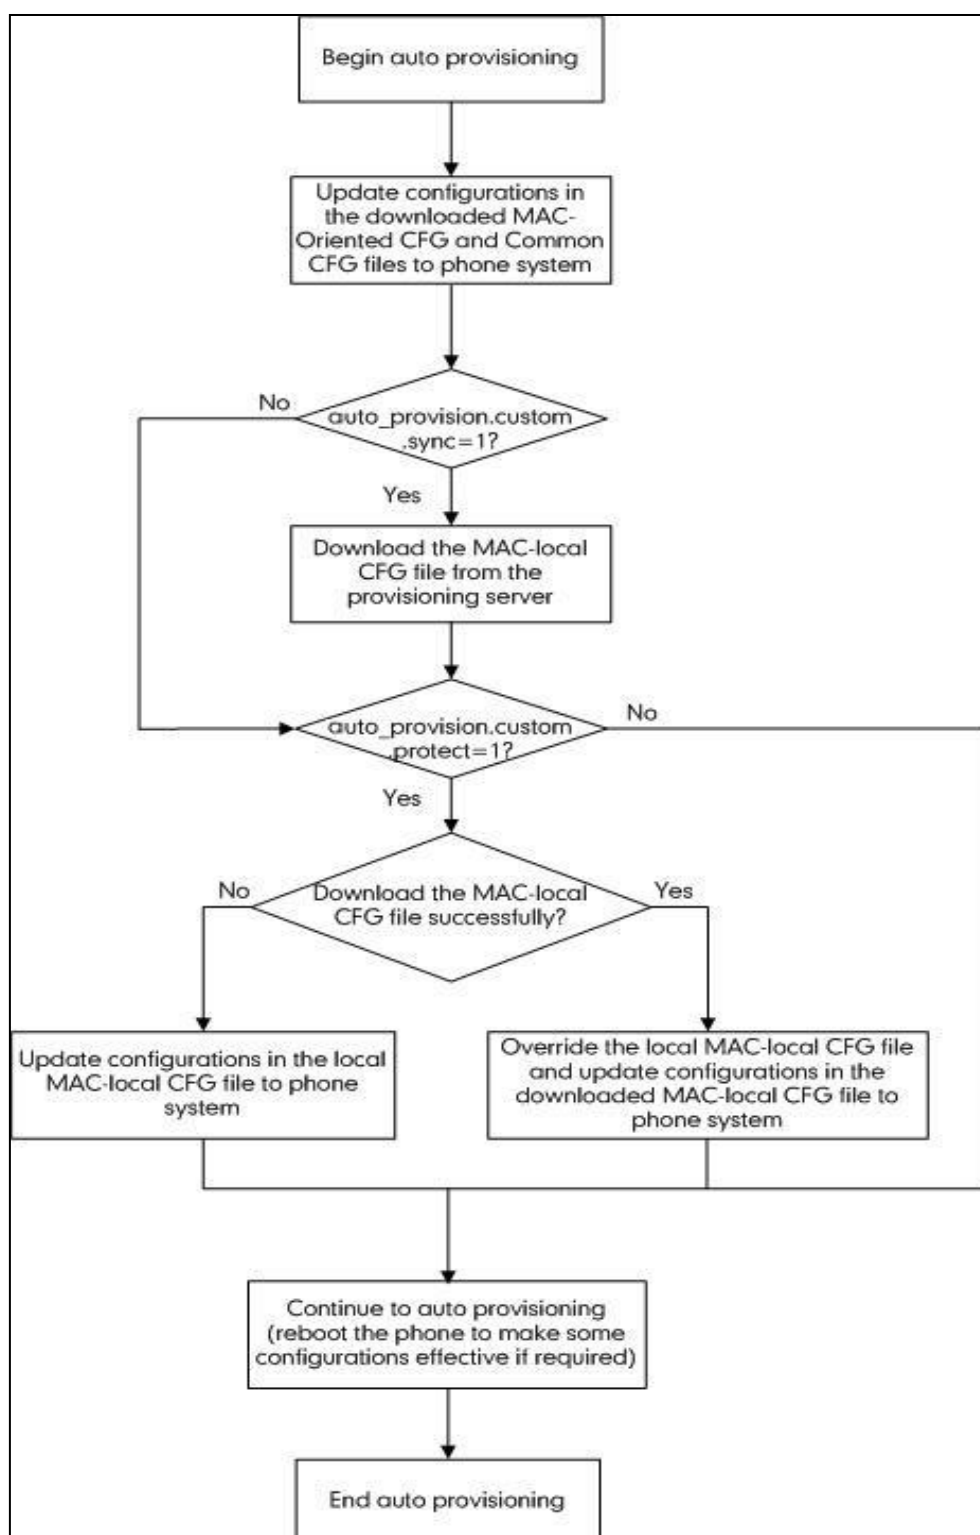 Begin auto provisioning
Update configurations in
the downloaded MAC-
Oriented CFG and Common
CFG files to phone system
No
auto_provision.custom
.sync=1?
Yes
Download the MAC-local
CFG file from the
provisioning server
auto_provision.custom
.protect=1?
No
Yes
No
Download the MAC-local
CFG file successfully?
Yes
Update configurations in the local
MAC-local CFG file to phone
system
Override the local MAC-local CFG file
and update configurations in the
downloaded MAC-local CFG file to
phone system
Continue to auto provisioning
(reboot the phone to make some
configurations effective if required)
End auto provisioning